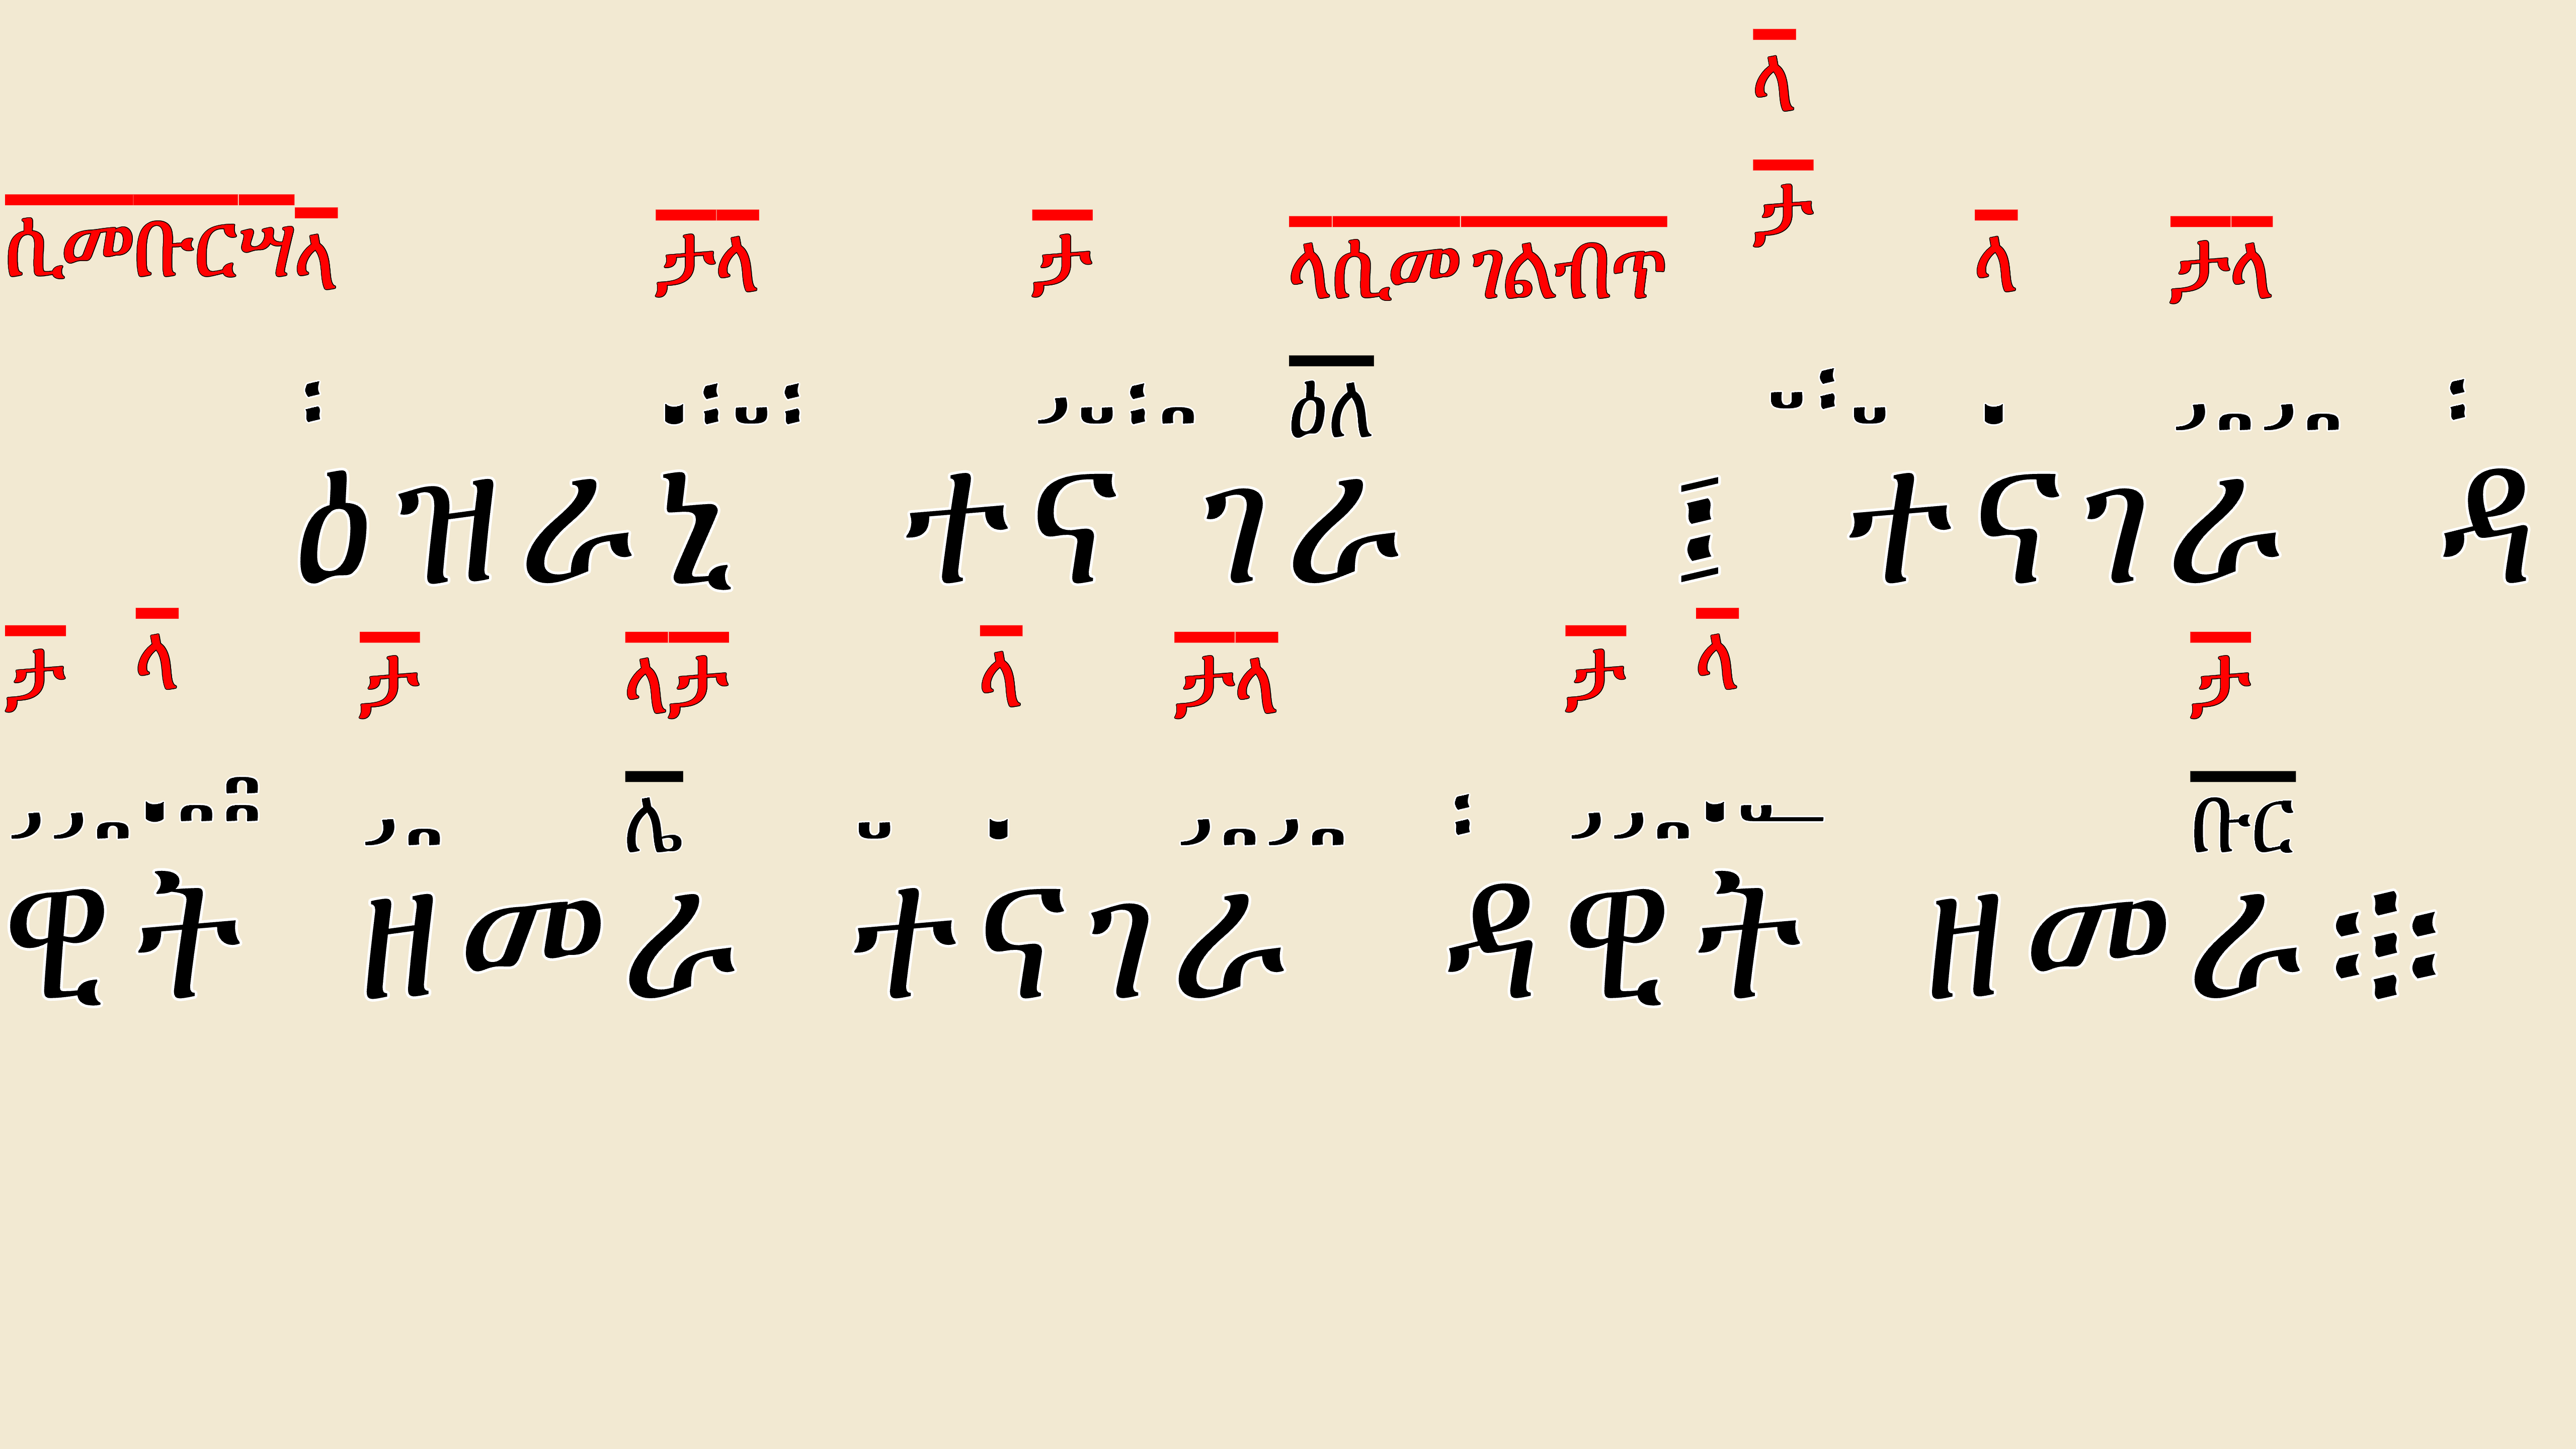 ላ
ታ
ሲመቡርሣላ ታላ ታ ላሲመገልብጥ ላ ታላ
ዕለ
ዕዝራኒ ተና ገራ ፤ ተናገራ ዳ
ታ ላ ታ ላታ ላ ታላ ታ ላ ታ
ሌ ቡር
ዊት ዘመራ ተናገራ ዳዊት ዘመራ፨